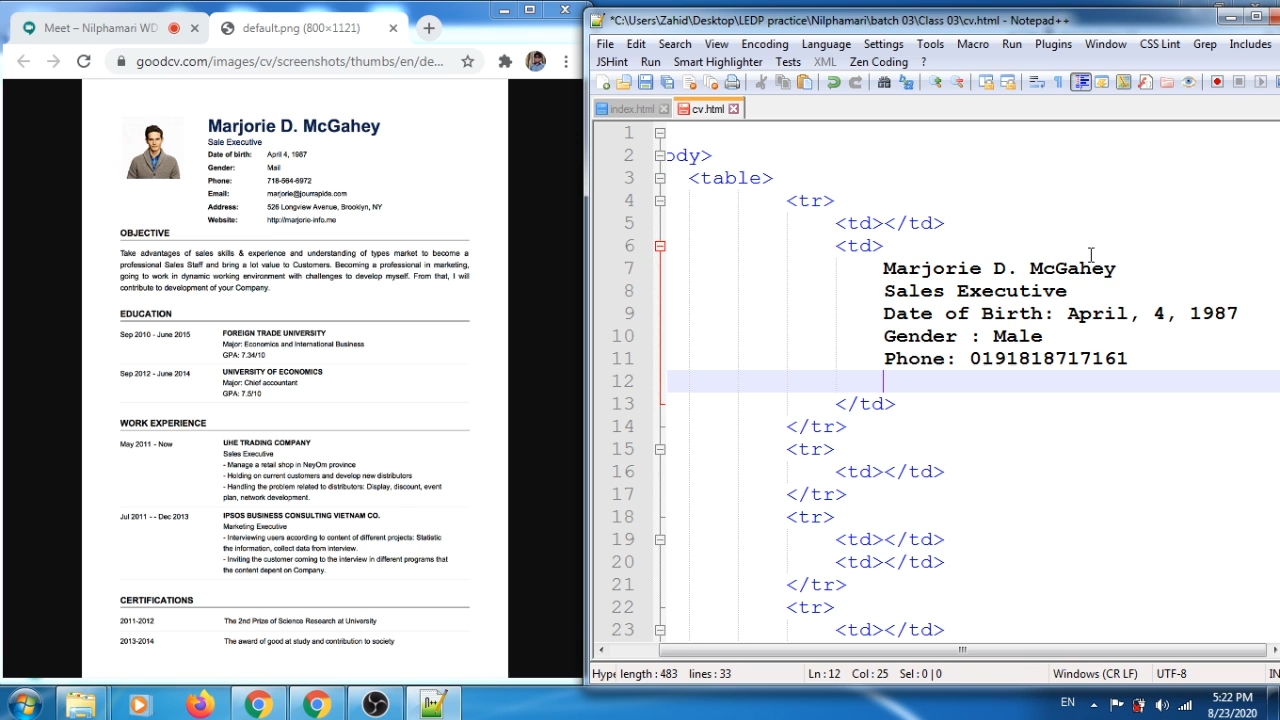 Meet – Nilphamari WD
default.png (800×1121)
goodcv.com/images/cv/screenshots/thumbs/en/de...
Marjorie D. McGahey
Sale Executive
Date of birth: April 4, 1987
Gender: Mail
Phone: 718-564-6972
Email: marjorie@jourrapide.com
Address: 526 Longview Avenue, Brooklyn, NY
Website: http://marjorie-info.me
OBJECTIVE
Take advantages of sales skills & experience and understanding of types market to become a
professional Sales Staff and bring a lot value to Customers. Becoming a professional in marketing,
going to work in dynamic working environment with challenges to develop myself. From that, I will
contribute to development of your Company.
EDUCATION
Sep 2010 - June 2015 FOREIGN TRADE UNIVERSITY
Major: Economics and International Business
GPA: 7.34/10
Sep 2012 - June 2014 UNIVERSITY OF ECONOMICS
Major: Chief accountant
GPA: 7.5/10
WORK EXPERIENCE
May 2011 - Now UHE TRADING COMPANY
Sales Executive
- Manage a retail shop in NeyOm province
- Holding on current customers and develop new distributors
- Handling the problem related to distributors: Display, discount, event
plan, network development.
Jul 2011 - - Dec 2013 IPSOS BUSINESS CONSULTING VIETNAM CO.
Marketing Executive
- Interviewing users according to content of different projects: Statistic
the information, collect data from interview.
- Inviting the customer coming to the interview in different programs that
the content depent on Company.
CERTIFICATIONS
2011-2012 The 2nd Prize of Science Research at University
2013-2014 The award of good at study and contribution to society
*C:\Users\Zahid\Desktop\LEDP practice\Nilphamari\Batch 03\Class 03\cv.html - Notepad++
File Edit Search View Encoding Language Settings Tools Macro Run Plugins Window CSS Lint Grep Includes
JSHint Run Smart Highlighter Tests XML Zen Coding ?
index.html cv.html
1
2 ody>
3 <table>
4 <tr>
5 <td></td>
6 <td>
7 Marjorie D. McGahey
8 Sales Executive
9 Date of Birth: April, 4, 1987
10 Gender : Male
11 Phone: 0191818717161
12
13 </td>
14 </tr>
15 <tr>
16 <td></td>
17 </tr>
18 <tr>
19 <td></td>
20 <td></td>
21 </tr>
22 <tr>
23 <td></td>
Hype length : 483 lines : 33 Ln : 12 Col : 25 Sel : 0 | 0 Windows (CR LF) UTF-8 IN
EN 5:22 PM
8/23/2020